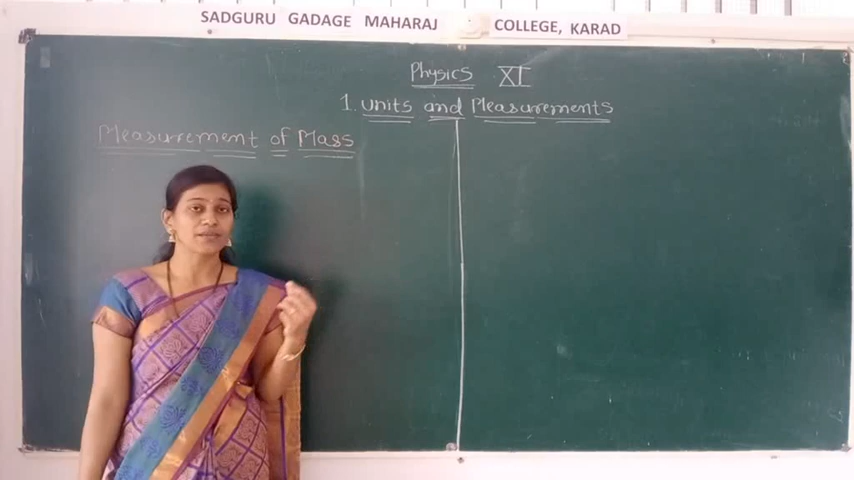 SADGURU GADAGE MAHARAJ COLLEGE, KARAD
Physics XI
1. Units and Measurements
Measurement of Mass